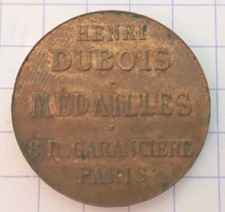 HENRI
DUBOIS
MÉDAILLES
8 R. GARANCIÈRE
PARIS